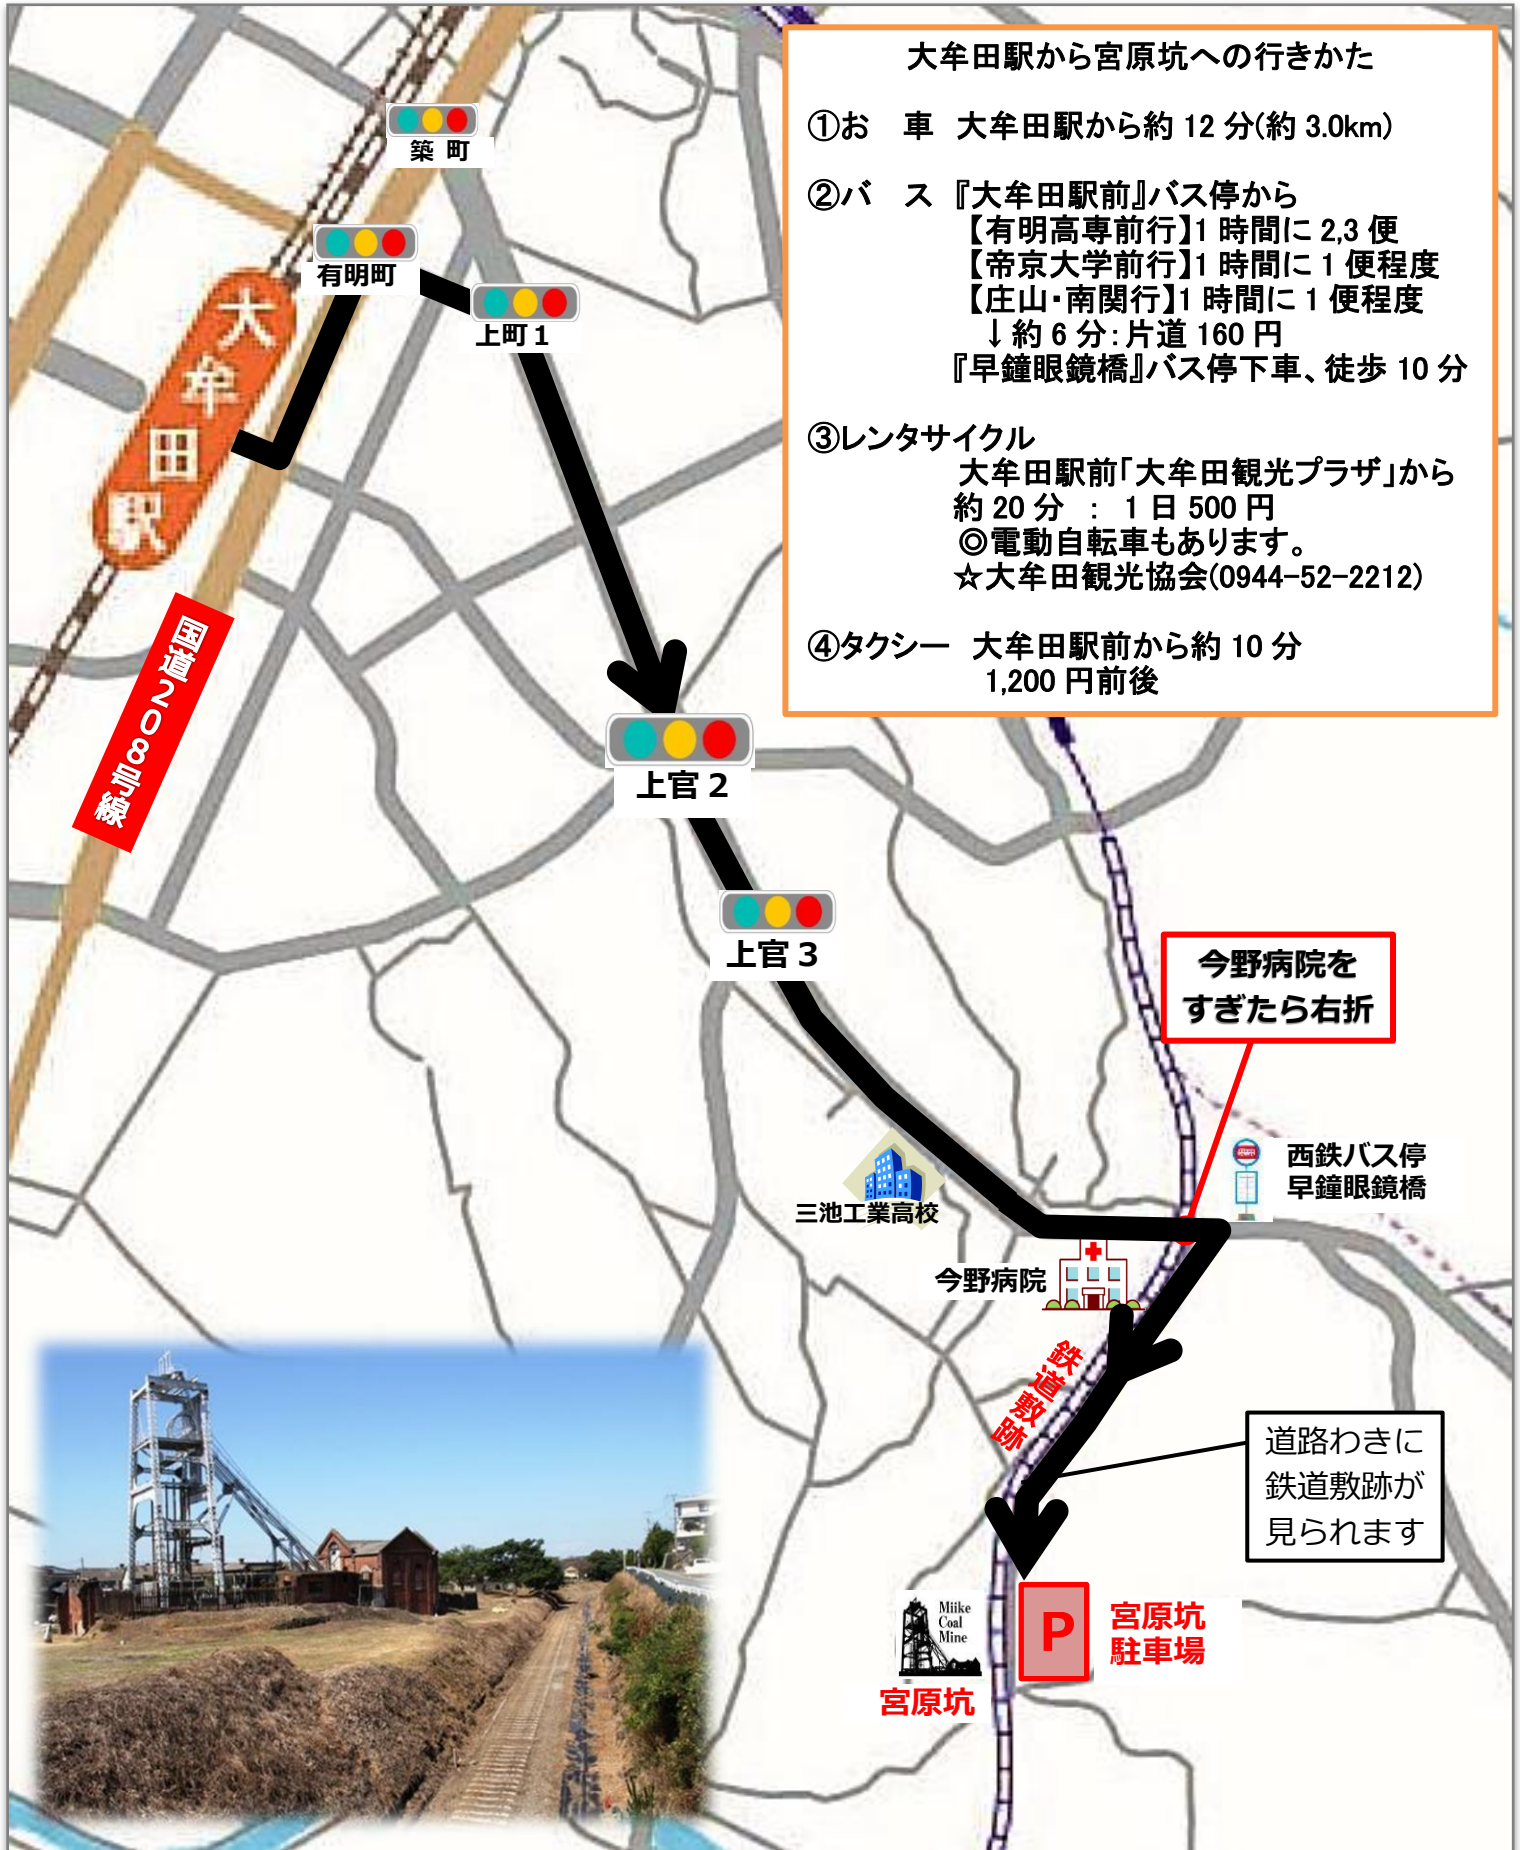 大牟田駅から宮原坑への行きかた
①お　車　大牟田駅から約 12 分(約 3.0km)
②バ　ス　『大牟田駅前』バス停から
【有明高専前行】1 時間に 2,3 便
【帝京大学前行】1 時間に 1 便程度
【庄山・南関行】1 時間に 1 便程度
↓約 6 分：片道 160 円
『早鐘眼鏡橋』バス停下車、徒歩 10 分
③レンタサイクル
大牟田駅前「大牟田観光プラザ」から
約 20 分　：　1 日 500 円
◎電動自転車もあります。
☆大牟田観光協会(0944-52-2212)
④タクシー　大牟田駅前から約 10 分
1,200 円前後
築 町
有明町
上町 1
大牟田駅
国道208号線
上官 2
上官 3
今野病院を
すぎたら右折
西鉄バス停
早鐘眼鏡橋
三池工業高校
今野病院
鉄道敷跡
道路わきに
鉄道敷跡が
見られます
Miike
Coal
Mine
宮原坑
P
宮原坑
駐車場